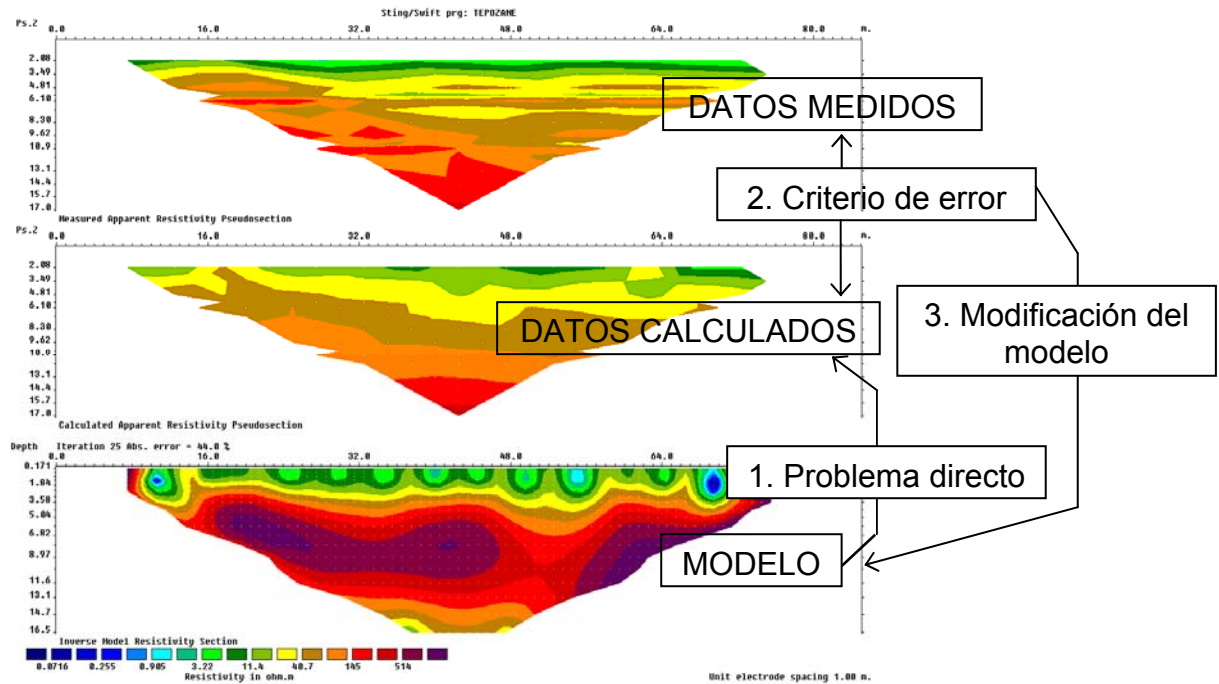 Sting/Swift prg: TEPOZANE
Ps.Z 0.0 16.0 32.0 48.0 64.0 80.0 m.
2.08
3.49
4.81
6.10
8.30
9.62
10.9
13.1
14.4
15.7
17.0
Measured Apparent Resistivity Pseudosection
DATOS MEDIDOS
2. Criterio de error
Ps.Z 0.0 16.0 32.0 48.0 64.0 80.0 m.
2.08
3.49
4.81
6.10
8.30
9.62
10.9
13.1
14.4
15.7
17.0
Calculated Apparent Resistivity Pseudosection
DATOS CALCULADOS
3. Modificación del
modelo
Depth Iteration 25 Abs. error = 44.0 %
0.0 16.0 32.0 48.0 64.0
0.171
1.84
3.58
5.04
6.82
8.97
11.6
13.1
14.7
16.5
1. Problema directo
MODELO
Inverse Model Resistivity Section
0.0716 0.255 0.905 3.22 11.4 40.7 145 514
Resistivity in ohm.m
Unit electrode spacing 1.00 m.